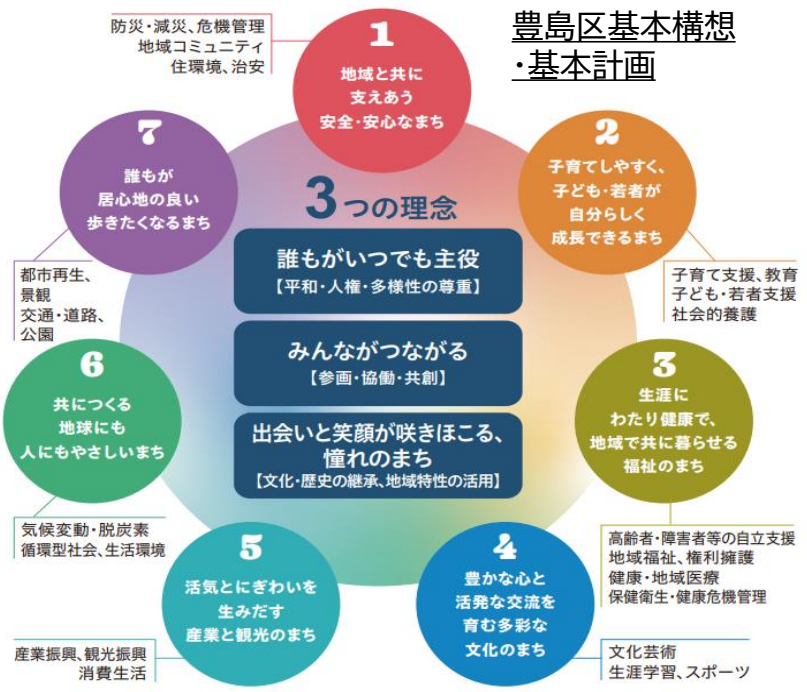 豊島区基本構想
・基本計画
3つの理念
誰もがいつでも主役
【平和・人権・多様性の尊重】
みんながつながる
【参画・協働・共創】
出会いと笑顔が咲きほこる、
憧れのまち
【文化・歴史の継承、地域特性の活用】
1
地域と共に
支えあう
安全・安心なまち
防災・減災、危機管理
地域コミュニティ
住環境、治安
2
子育てしやすく、
子ども・若者が
自分らしく
成長できるまち
子育て支援、教育
子ども・若者支援
社会的養護
3
生涯に
わたり健康で、
地域で共に暮らせる
福祉のまち
高齢者・障害者等の自立支援
地域福祉、権利擁護
健康・地域医療
保健衛生・健康危機管理
4
豊かな心と
活発な交流を
育む多彩な
文化のまち
文化芸術
生涯学習、スポーツ
5
活気とにぎわいを
生みだす
産業と観光のまち
産業振興、観光振興
消費生活
6
共につくる
地球にも
人にもやさしいまち
気候変動・脱炭素
循環型社会、生活環境
7
誰もが
居心地の良い
歩きたくなるまち
都市再生、
景観
交通・道路、
公園